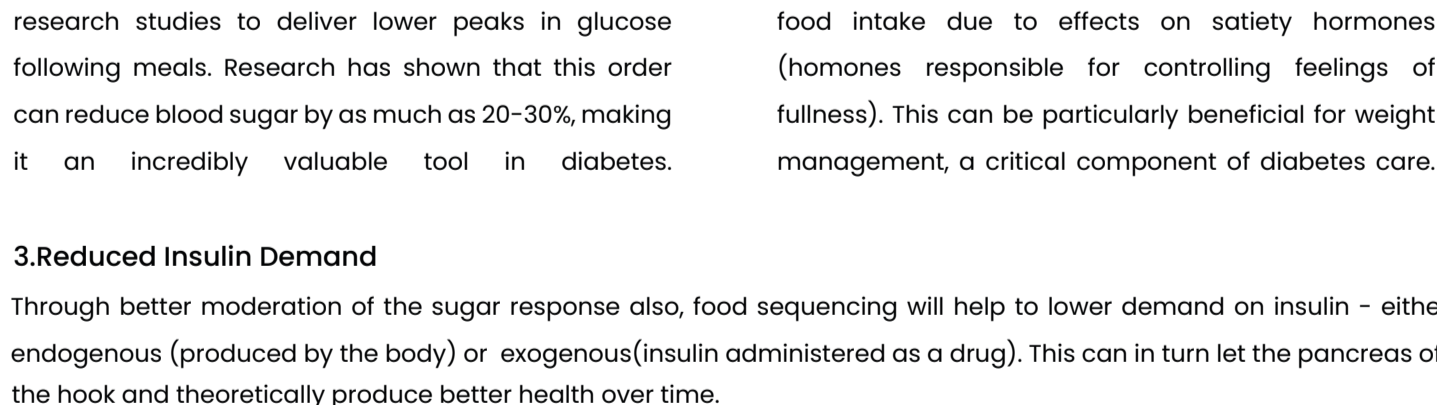 research studies to deliver lower peaks in glucose
following meals. Research has shown that this order
can reduce blood sugar by as much as 20-30%, making
it an incredibly valuable tool in diabetes.
food intake due to effects on satiety hormones
(homones responsible for controlling feelings of
fullness). This can be particularly beneficial for weight
management, a critical component of diabetes care.
3.Reduced Insulin Demand
Through better moderation of the sugar response also, food sequencing will help to lower demand on insulin - eithe
endogenous (produced by the body) or exogenous(insulin administered as a drug). This can in turn let the pancreas of
the hook and theoretically produce better health over time.